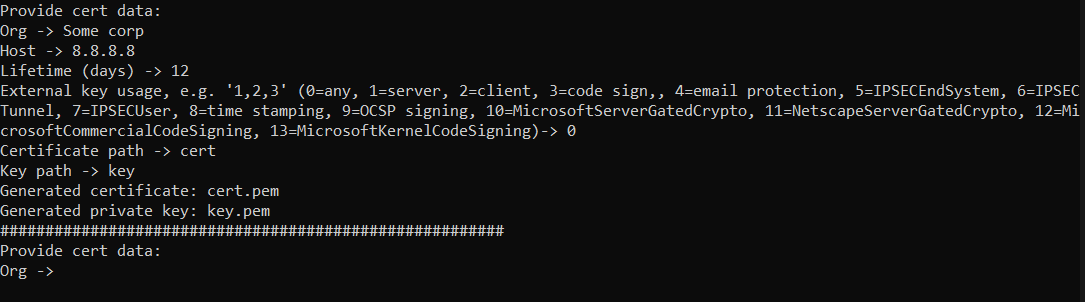 Provide cert data:
Org -> Some corp
Host -> 8.8.8.8
Lifetime (days) -> 12
External key usage, e.g. '1,2,3' (0=any, 1=server, 2=client, 3=code sign,, 4=email protection, 5=IPSECEndSystem, 6=IPSEC
Tunnel, 7=IPSECUser, 8=time stamping, 9=OCSP signing, 10=MicrosoftServerGatedCrypto, 11=NetscapeServerGatedCrypto, 12=Mi
crosoftCommercialCodeSigning, 13=MicrosoftKernelCodeSigning)-> 0
Certificate path -> cert
Key path -> key
Generated certificate: cert.pem
Generated private key: key.pem
########################################################
Provide cert data:
Org ->